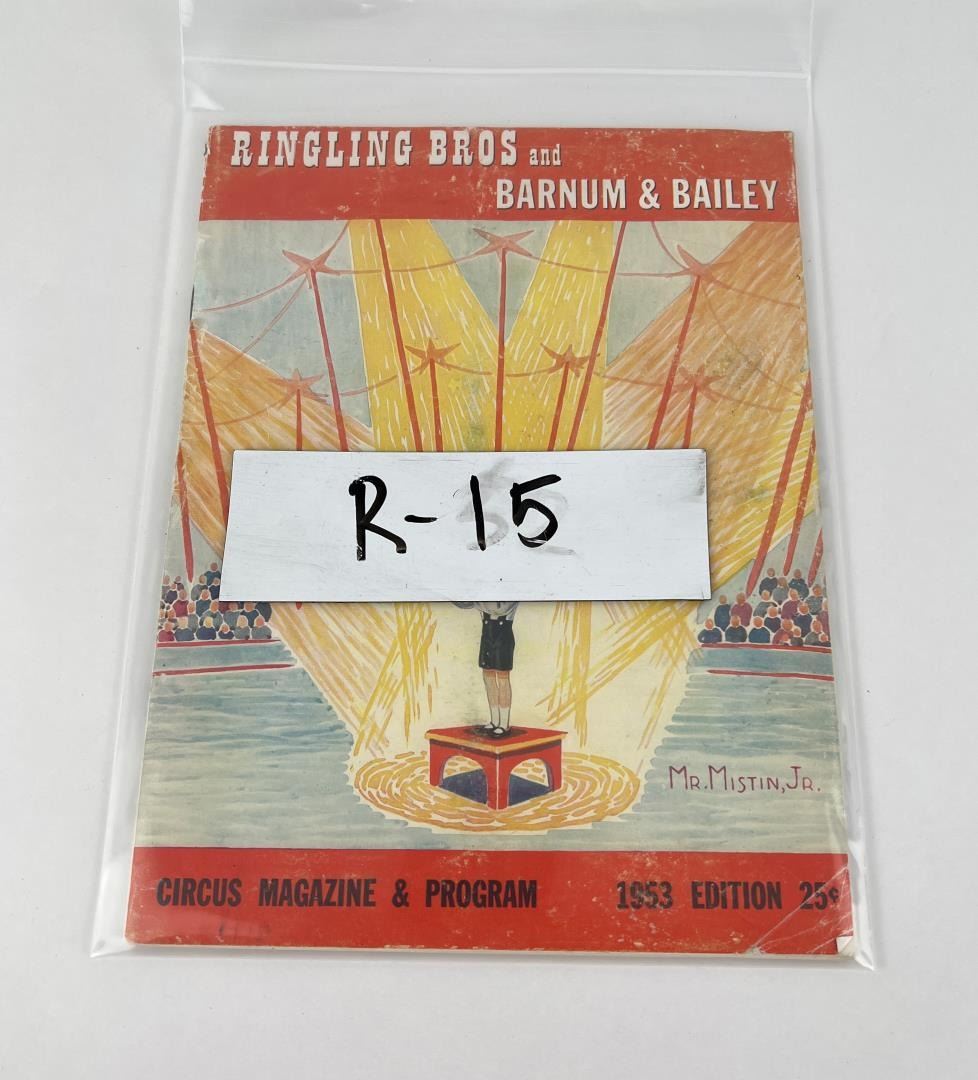 RINGLING BROS and
BARNUM & BAILEY
R-15
MR. MISTIN, JR.
CIRCUS MAGAZINE & PROGRAM 1953 EDITION 25¢